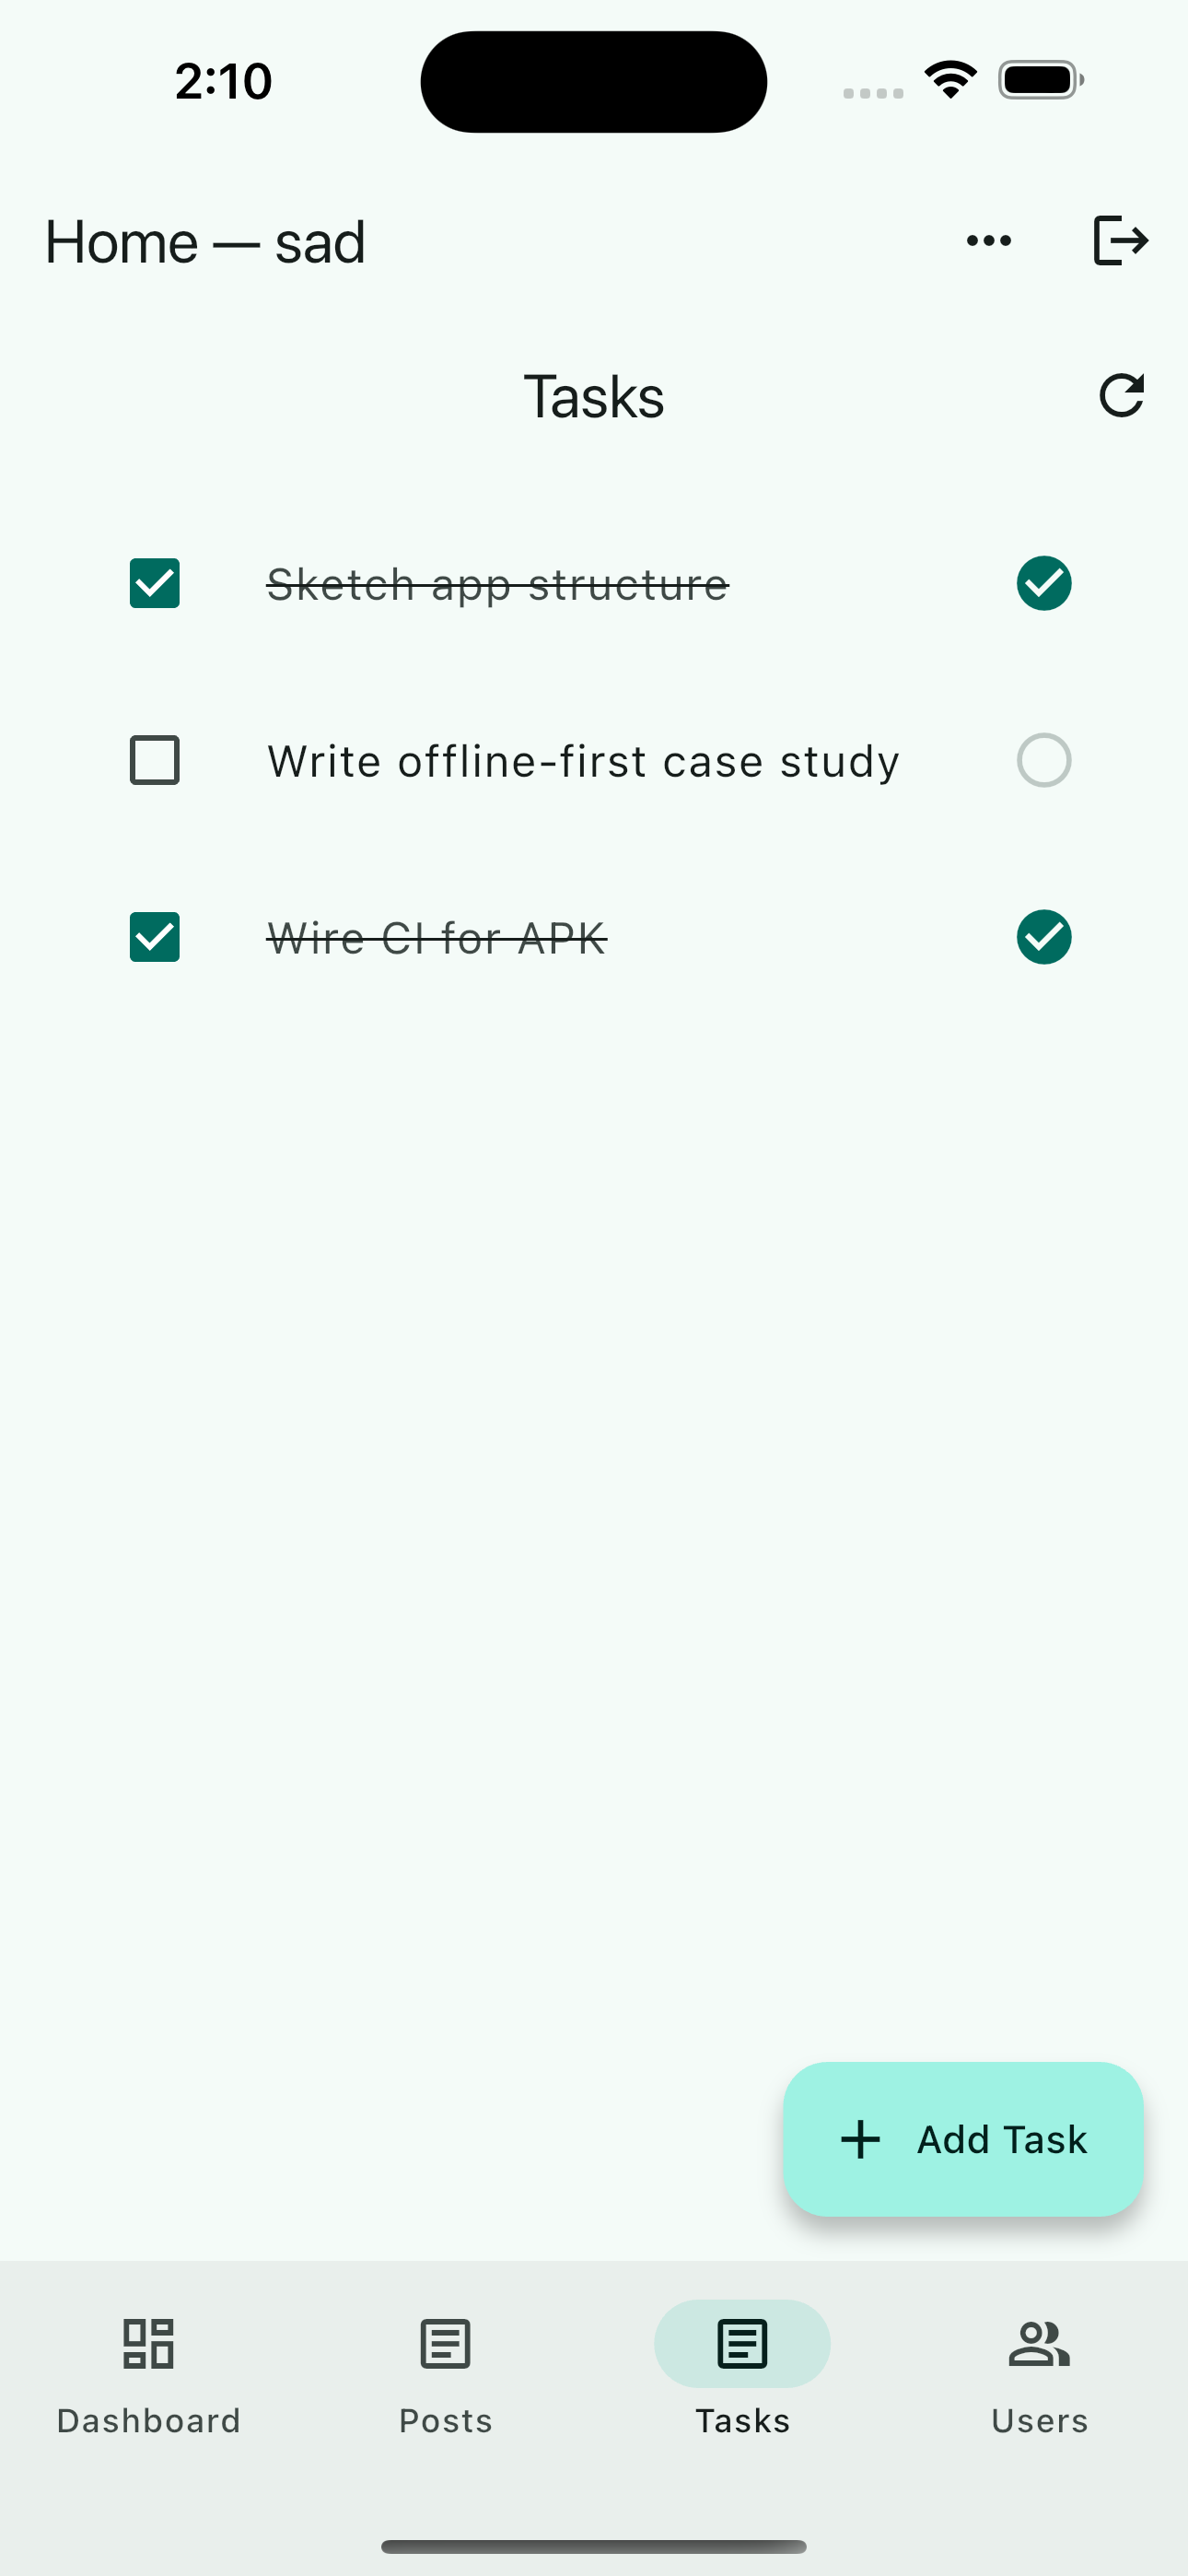 2:10
Home — sad
Tasks
Sketch app structure
Write offline-first case study
Wire CI for APK
Add Task
Dashboard
Posts
Tasks
Users